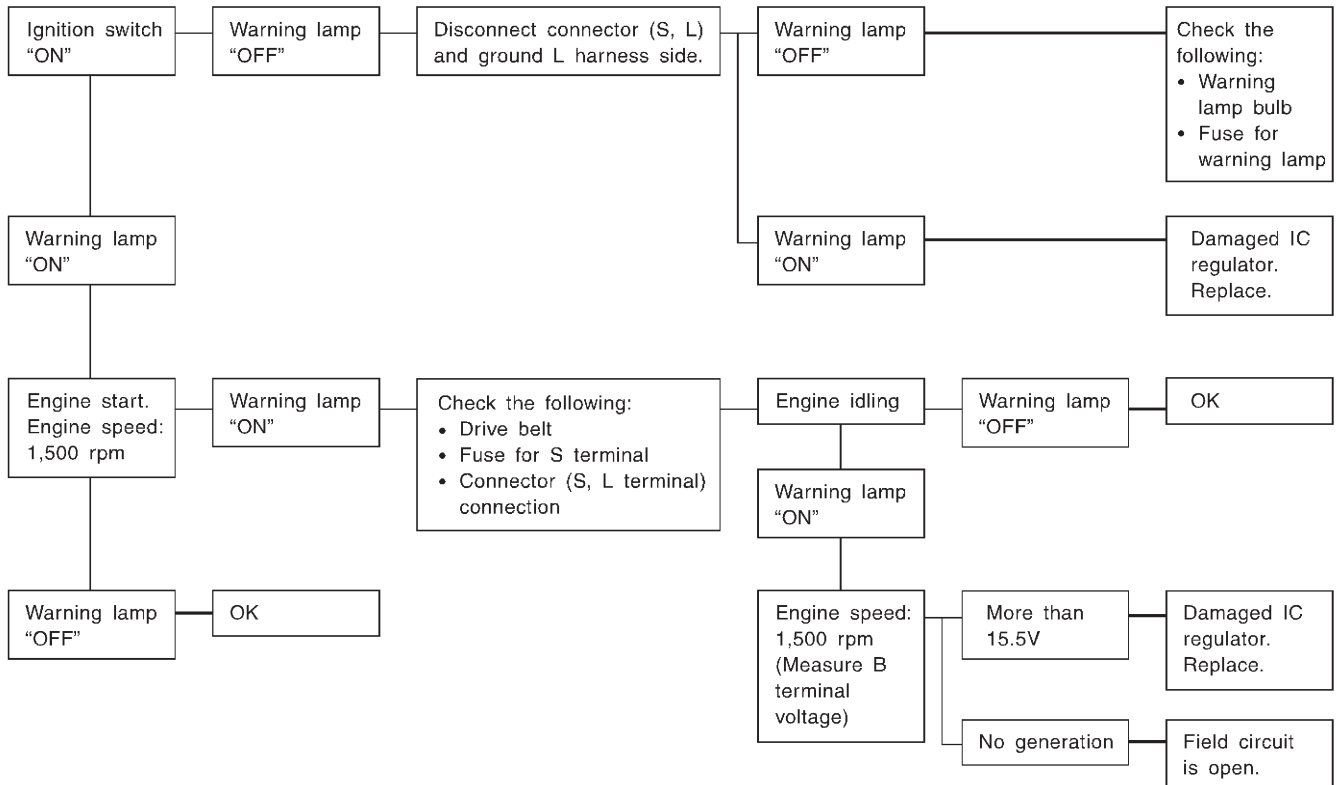 Ignition switch
“ON”
Warning lamp
“OFF”
Disconnect connector (S, L)
and ground L harness side.
Warning lamp
“OFF”
Check the
following:
• Warning
lamp bulb
• Fuse for
warning lamp
Warning lamp
“ON”
Warning lamp
“ON”
Damaged IC
regulator.
Replace.
Engine start.
Engine speed:
1,500 rpm
Warning lamp
“ON”
Check the following:
• Drive belt
• Fuse for S terminal
• Connector (S, L terminal)
connection
Engine idling
Warning lamp
“OFF”
OK
Warning lamp
“ON”
Warning lamp
“OFF”
OK
Engine speed:
1,500 rpm
(Measure B
terminal
voltage)
More than
15.5V
Damaged IC
regulator.
Replace.
No generation
Field circuit
is open.